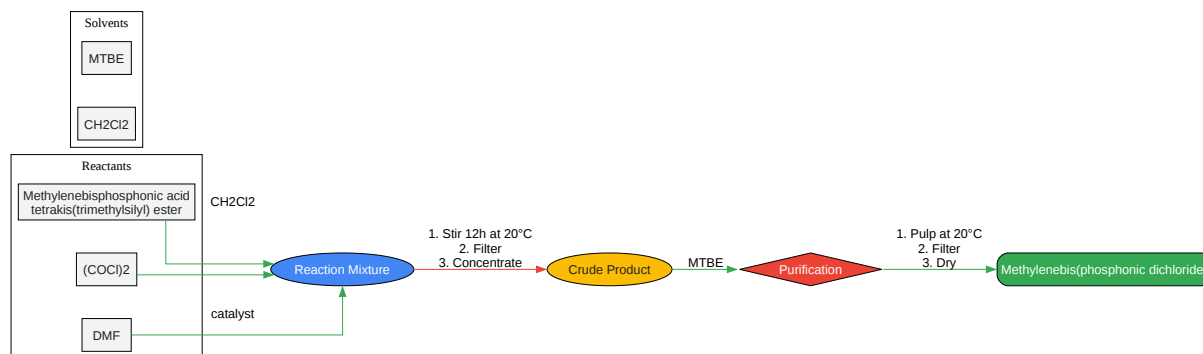 Solvents
MTBE
CH2Cl2
Reactants
Methylenebisphosphonic acid
tetrakis(trimethylsilyl) ester
(COCl)2
DMF
CH2Cl2
catalyst
Reaction Mixture
1. Stir 12h at 20°C
2. Filter
3. Concentrate
Crude Product
MTBE
Purification
1. Pulp at 20°C
2. Filter
3. Dry
Methylenebis(phosphonic dichloride